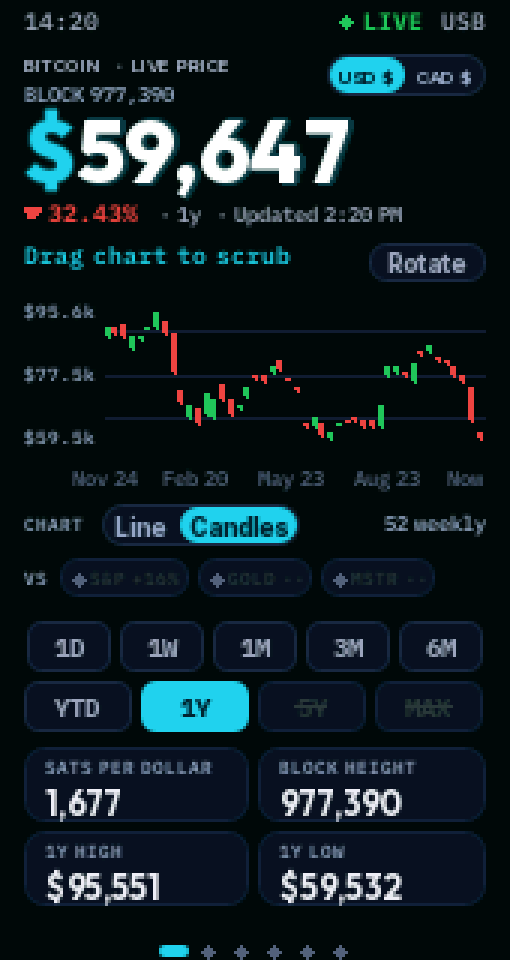 14:20 LIVE USB
BITCOIN · LIVE PRICE
USD $ CAD $
BLOCK 977,390
$59,647
32.43% · 1y · Updated 2:20 PM
Drag chart to scrub
Rotate
$95.6k
$77.5k
$59.5k
Nov 24 Feb 20 May 23 Aug 23 Now
CHART Line Candles 52 weekly
VS S&P +16% GOLD -- MSTR --
1D 1W 1M 3M 6M
YTD 1Y 5Y MAX
SATS PER DOLLAR
1,677
BLOCK HEIGHT
977,390
1Y HIGH
$95,551
1Y LOW
$59,532